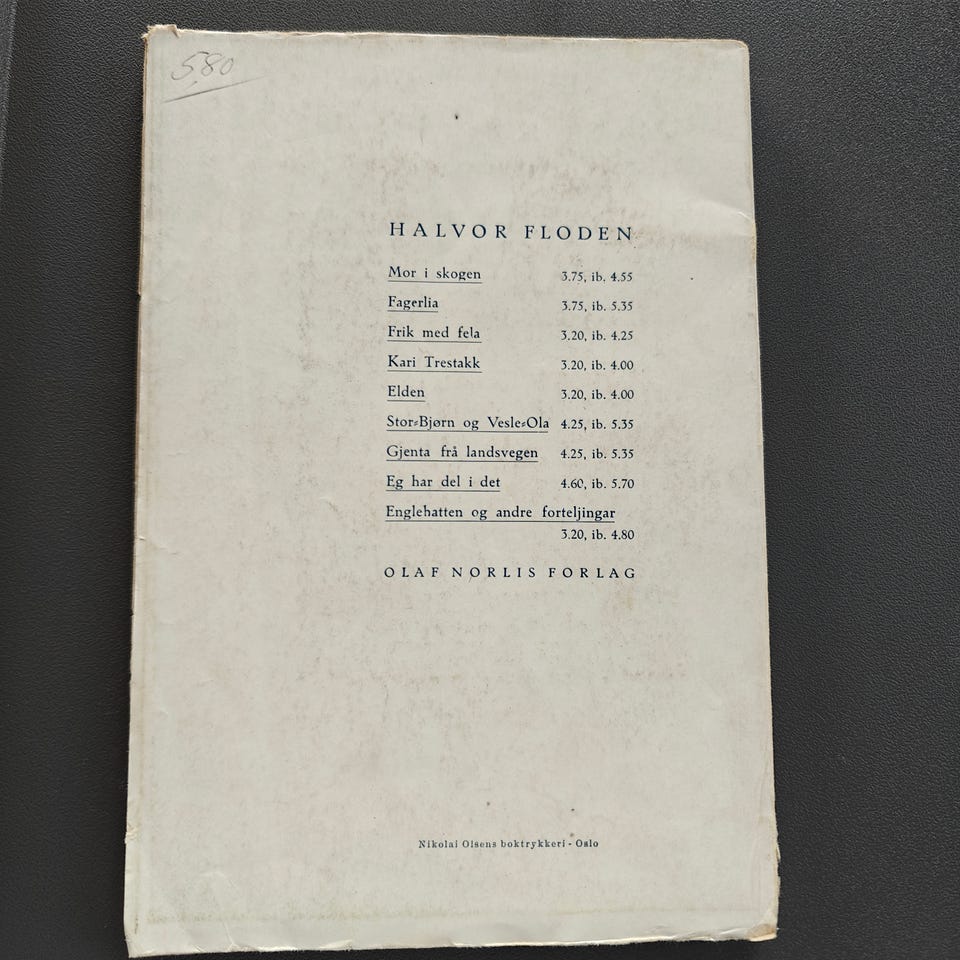 5,80
HALVOR FLODEN
Mor i skogen 3.75, ib. 4.55
Fagerlia 3.75, ib. 5.35
Frik med fela 3.20, ib. 4.25
Kari Trestakk 3.20, ib. 4.00
Elden 3.20, ib. 4.00
Stor-Bjørn og Vesle-Ola 4.25, ib. 5.35
Gjenta frå landsvegen 4.25, ib. 5.35
Eg har del i det 4.60, ib. 5.70
Englehatten og andre forteljingar
3.20, ib. 4.80
OLAF NORLIS FORLAG
Nikolai Olsens boktrykkeri - Oslo